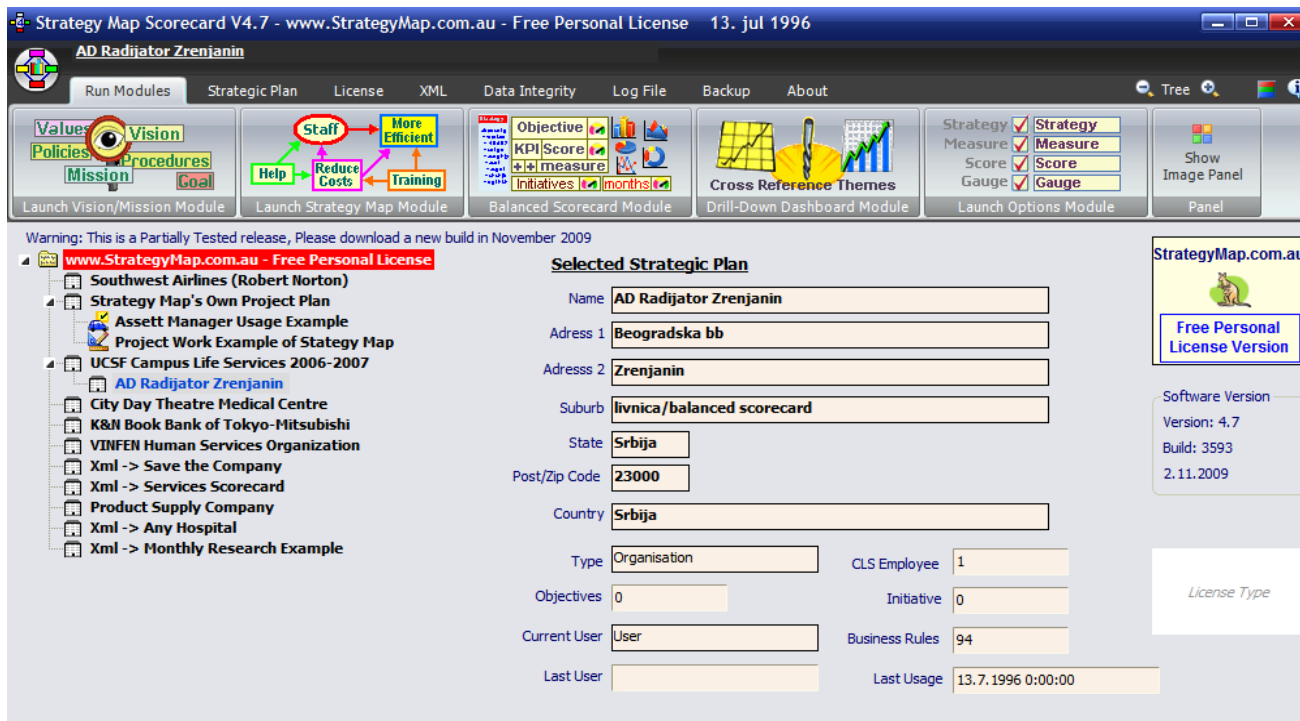 Strategy Map Scorecard V4.7 - www.StrategyMap.com.au - Free Personal License 13. jul 1996
AD Radijator Zrenjanin
Run Modules Strategic Plan License XML Data Integrity Log File Backup About Tree
Values Vision Policies Procedures Mission Goal
Launch Vision/Mission Module
Staff More Efficient Help Reduce Costs Training
Launch Strategy Map Module
Objective
KPI Score
++ measure
Initiatives months
Balanced Scorecard Module
Cross Reference Themes
Drill-Down Dashboard Module
Strategy Strategy
Measure Measure
Score Score
Gauge Gauge
Launch Options Module
Show
Image Panel
Panel
Warning: This is a Partially Tested release, Please download a new build in November 2009
www.StrategyMap.com.au - Free Personal License
Southwest Airlines (Robert Norton)
Strategy Map's Own Project Plan
Assett Manager Usage Example
Project Work Example of Stategy Map
UCSF Campus Life Services 2006-2007
AD Radijator Zrenjanin
City Day Theatre Medical Centre
K&N Book Bank of Tokyo-Mitsubishi
VINFEN Human Services Organization
Xml -> Save the Company
Xml -> Services Scorecard
Product Supply Company
Xml -> Any Hospital
Xml -> Monthly Research Example
Selected Strategic Plan
Name AD Radijator Zrenjanin
Adress 1 Beogradska bb
Adresss 2 Zrenjanin
Suburb livnica/balanced scorecard
State Srbija
Post/Zip Code 23000
Country Srbija
Type Organisation CLS Employee 1
Objectives 0 Initiative 0
Current User User Business Rules 94
Last User Last Usage 13.7.1996 0:00:00
StrategyMap.com.au
Free Personal
License Version
Software Version
Version: 4.7
Build: 3593
2.11.2009
License Type